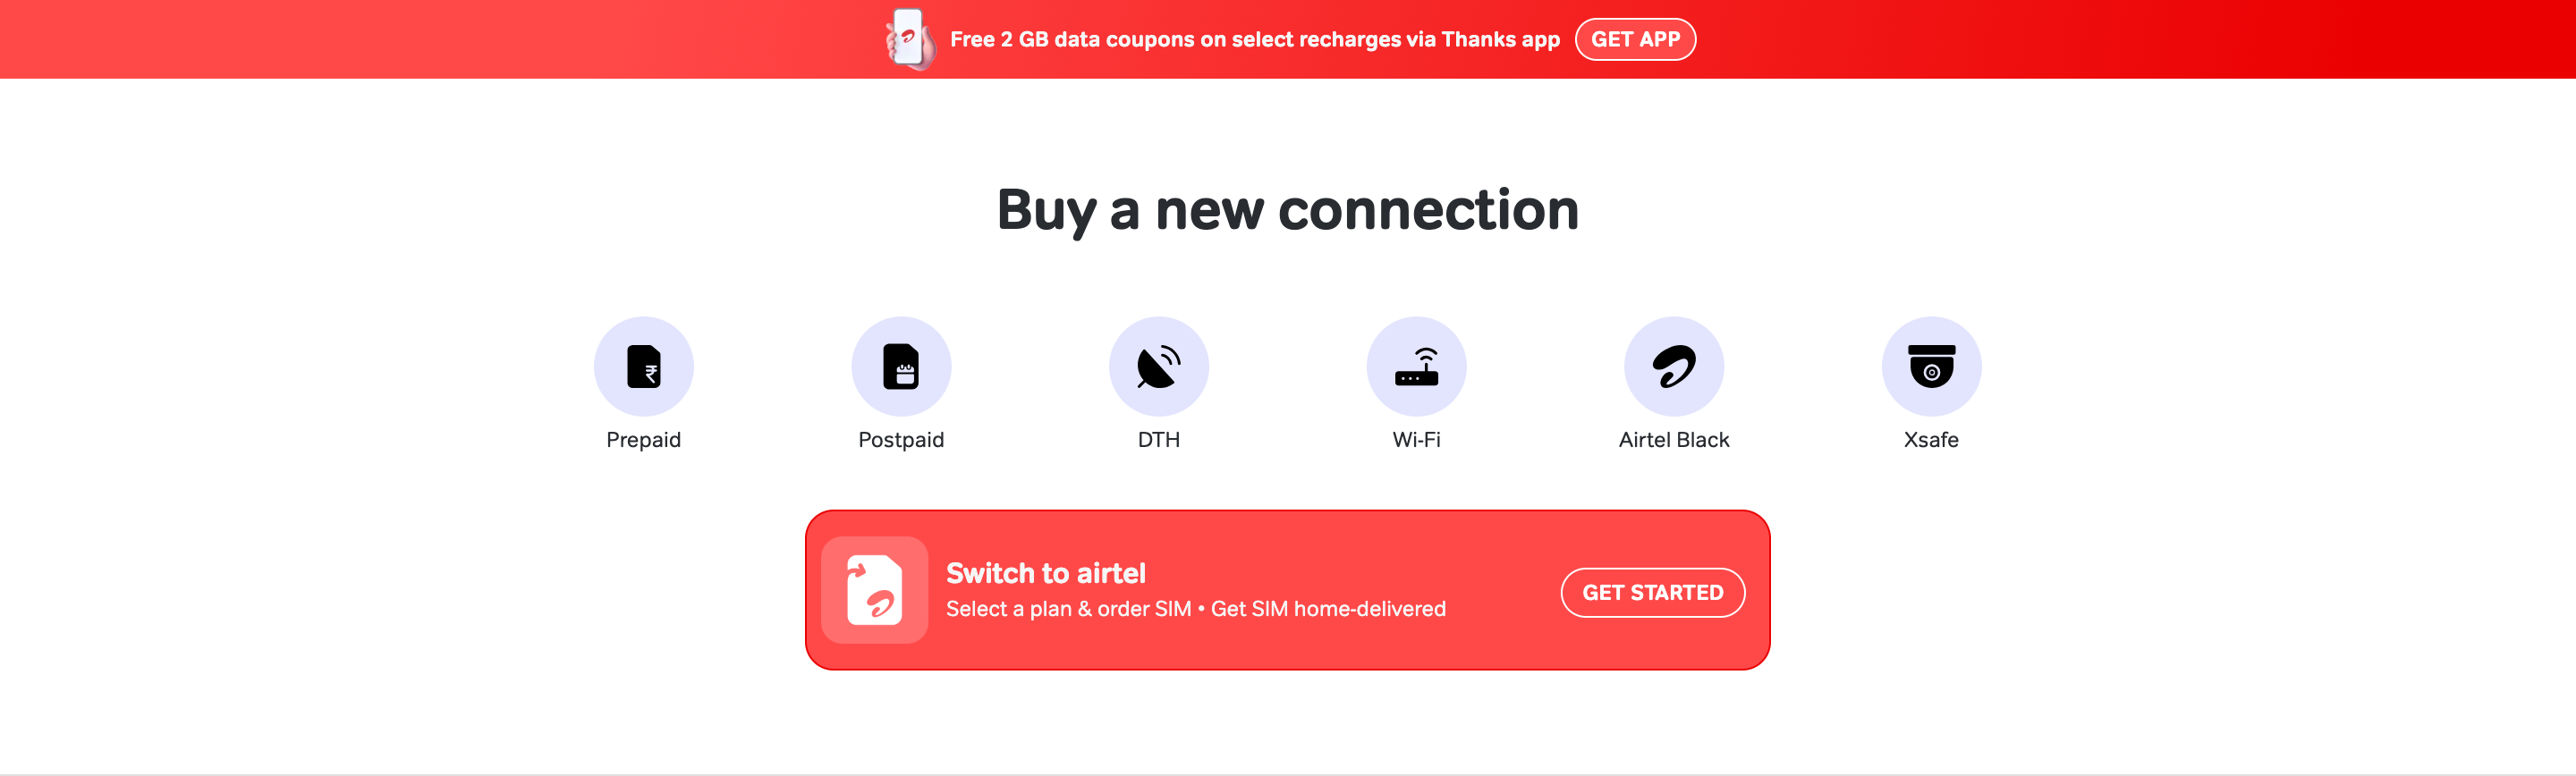 Free 2 GB data coupons on select recharges via Thanks app
GET APP
Buy a new connection
Prepaid
Postpaid
DTH
Wi-Fi
Airtel Black
Xsafe
Switch to airtel
Select a plan & order SIM • Get SIM home-delivered
GET STARTED